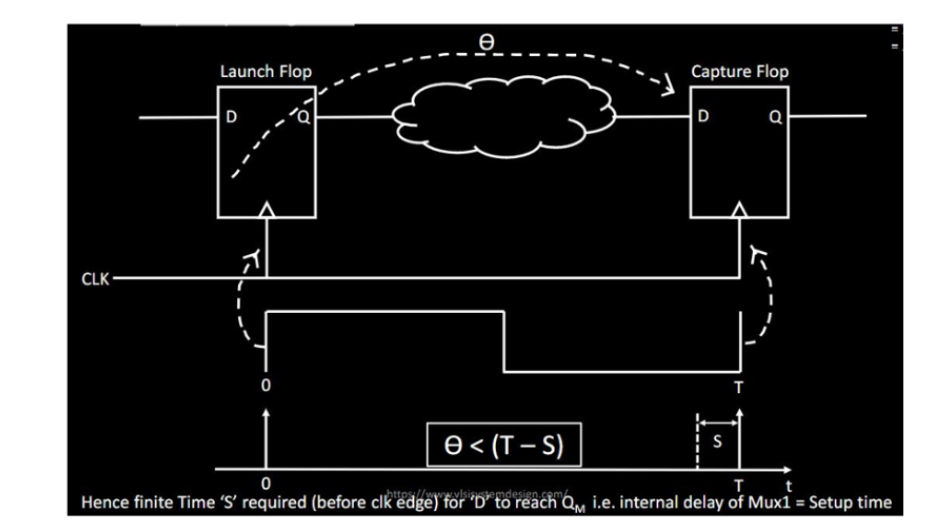 Ɵ
Launch Flop
Capture Flop
D Q
D Q
CLK
0 T
Ɵ < (T – S)
S
0 T t
https://www.vlsisystemdesign.com/
Hence finite Time ‘S’ required (before clk edge) for ‘D’ to reach QM i.e. internal delay of Mux1 = Setup time